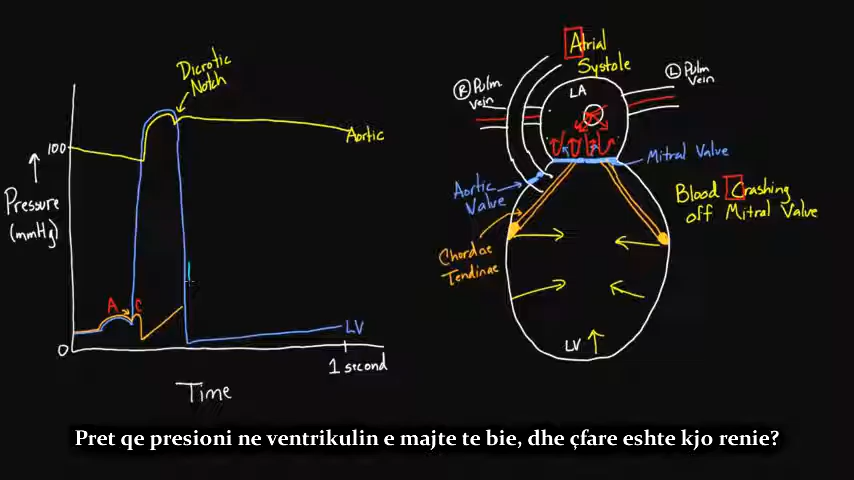 Dicrotic
Notch
100
Pressure
(mmHg)
Aortic
A
C
LV
0
1 second
Time
Atrial
Systole
R Pulm
vein
LA
L Pulm
vein
Mitral Valve
Aortic
Valve
Blood Crashing
off Mitral Valve
Chordae
Tendinae
LV
Pret qe presioni ne ventrikulin e majte te bie, dhe çfare eshte kjo renie?